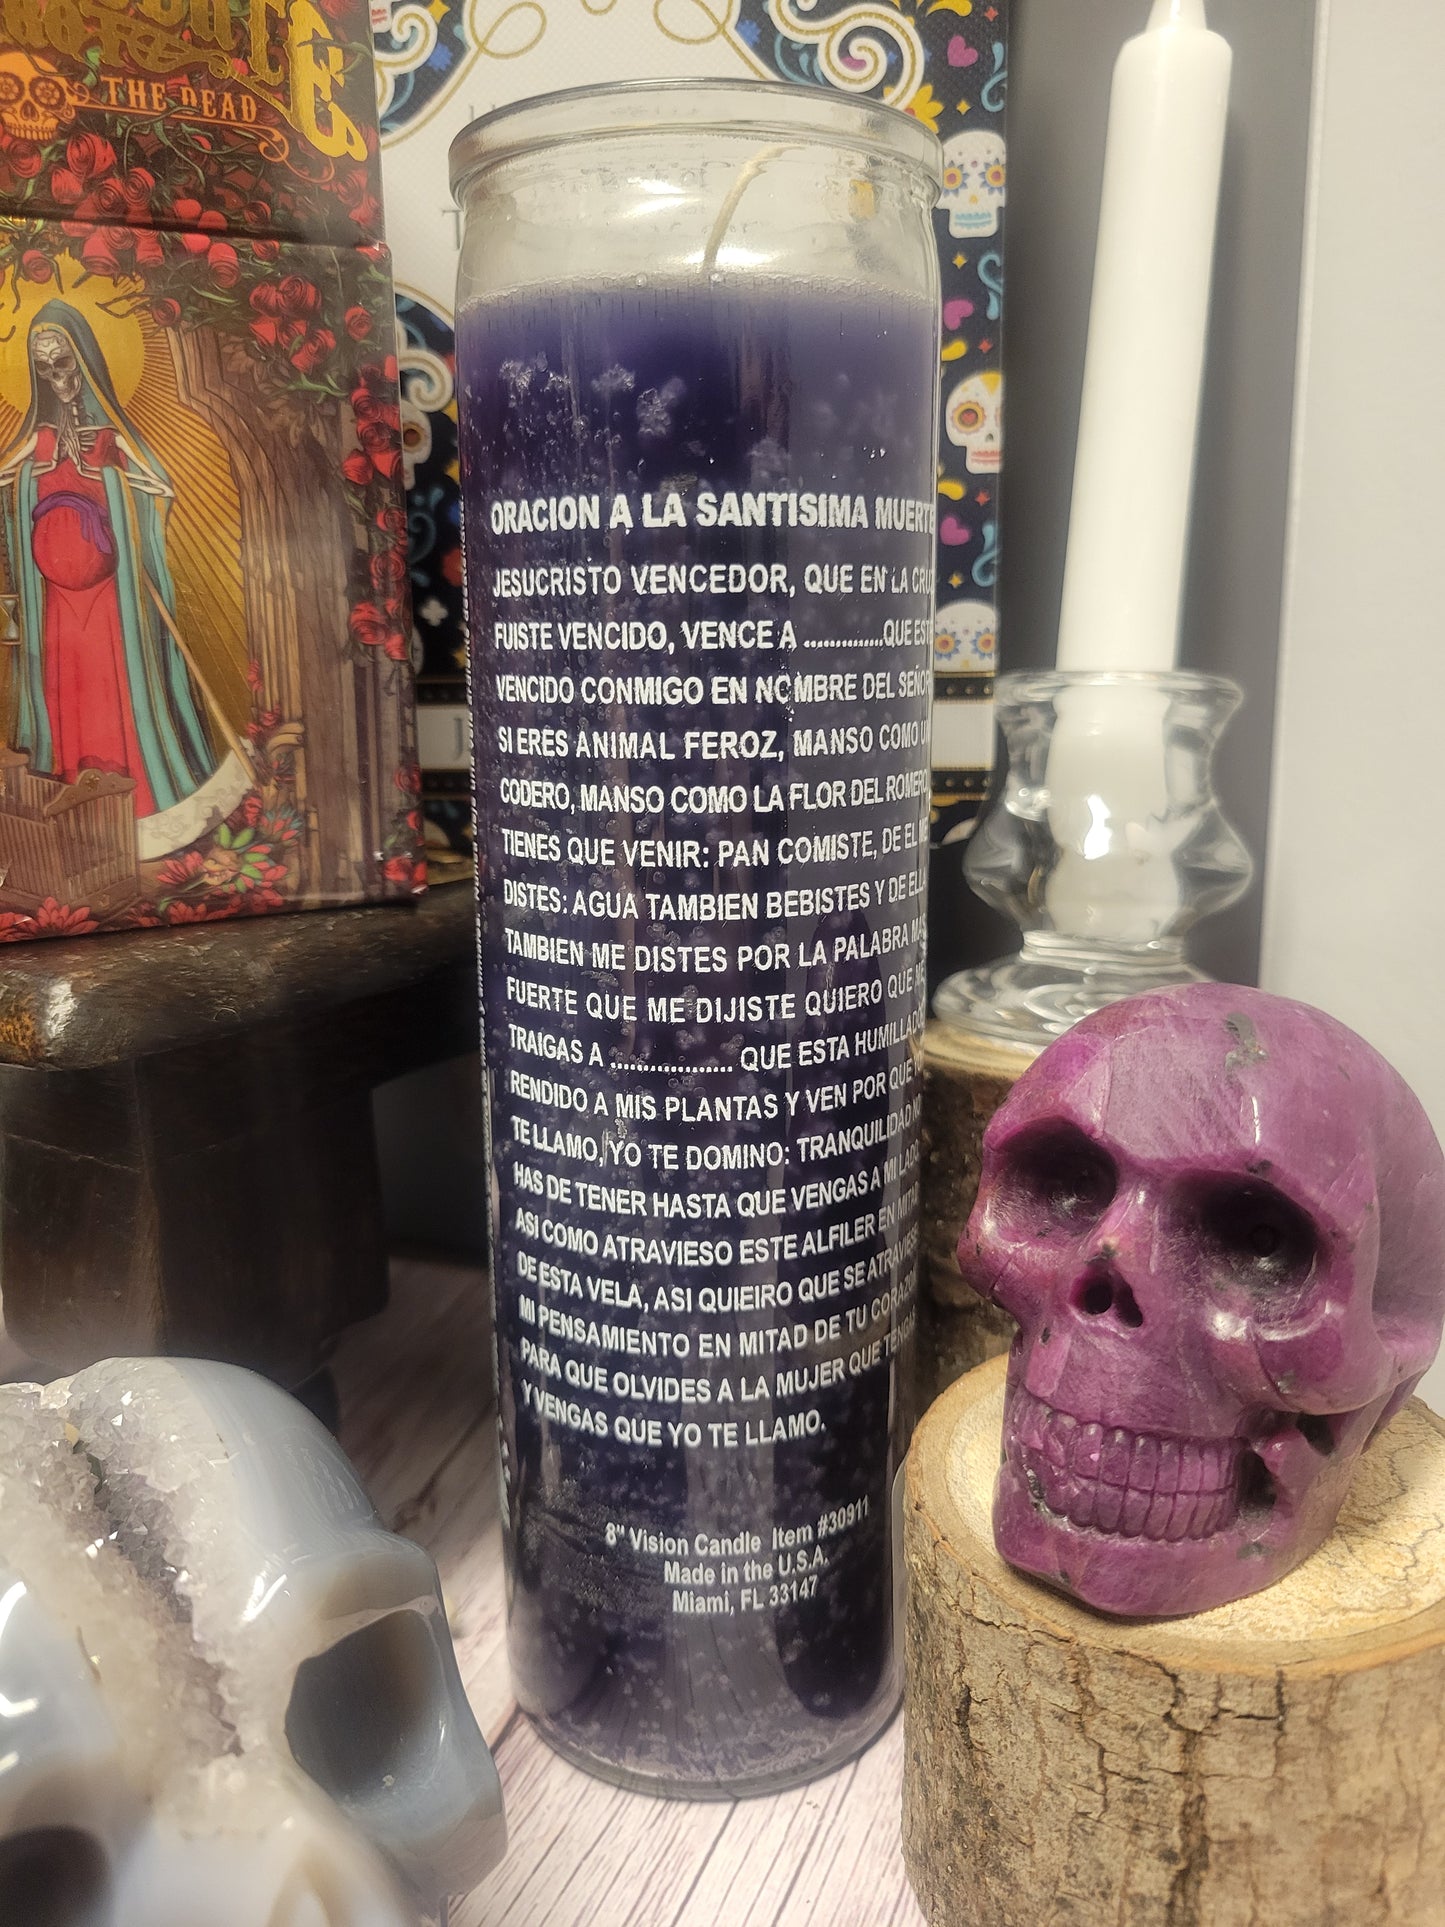 THE DEAD
ORACION A LA SANTISIMA MUERTE
JESUCRISTO VENCEDOR, QUE EN LA CRUZ
FUISTE VENCIDO, VENCE A ..............QUE ESTE
VENCIDO CONMIGO EN NOMBRE DEL SEÑOR
SI ERES ANIMAL FEROZ, MANSO COMO UN
CODERO, MANSO COMO LA FLOR DEL ROMERO
TIENES QUE VENIR: PAN COMISTE, DE EL ME
DISTES: AGUA TAMBIEN BEBISTES Y DE ELLA
TAMBIEN ME DISTES POR LA PALABRA MAS
FUERTE QUE ME DIJISTE QUIERO QUE ME
TRAIGAS A ................... QUE ESTA HUMILLADO
RENDIDO A MIS PLANTAS Y VEN POR QUE YO
TE LLAMO, YO TE DOMINO: TRANQUILIDAD NO
HAS DE TENER HASTA QUE VENGAS A MI LADO
ASI COMO ATRAVIESO ESTE ALFILER EN MITAD
DE ESTA VELA, ASI QUIEIRO QUE SE ATRAVIESE
MI PENSAMIENTO EN MITAD DE TU CORAZON
PARA QUE OLVIDES A LA MUJER QUE TENGAS
Y VENGAS QUE YO TE LLAMO.
8" Vision Candle Item #30911
Made in the U.S.A.
Miami, FL 33147